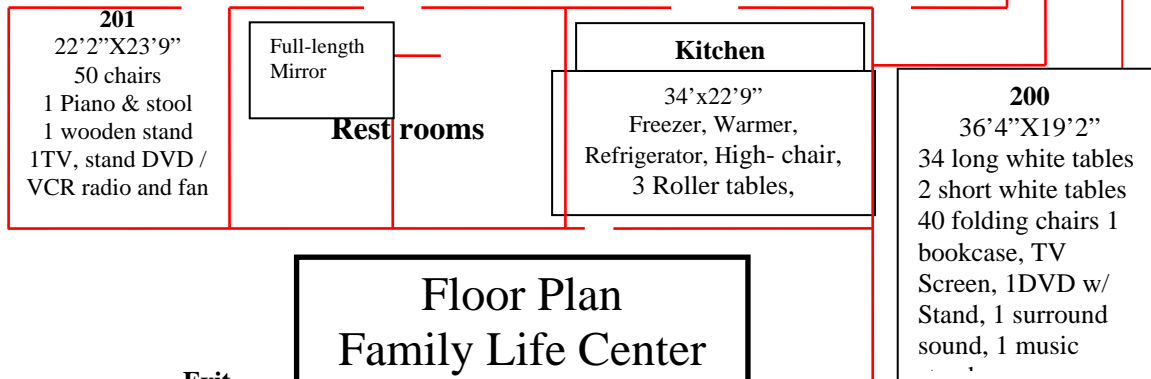 201
22’2”X23’9”
50 chairs
1 Piano & stool
1 wooden stand
1TV, stand DVD /
VCR radio and fan
Full-length
Mirror
Rest rooms
Kitchen
34’x22’9”
Freezer, Warmer,
Refrigerator, High- chair,
3 Roller tables,
200
36’4”X19’2”
34 long white tables
2 short white tables
40 folding chairs 1
bookcase, TV
Screen, 1DVD w/
Stand, 1 surround
sound, 1 music
Floor Plan
Family Life Center
Exit